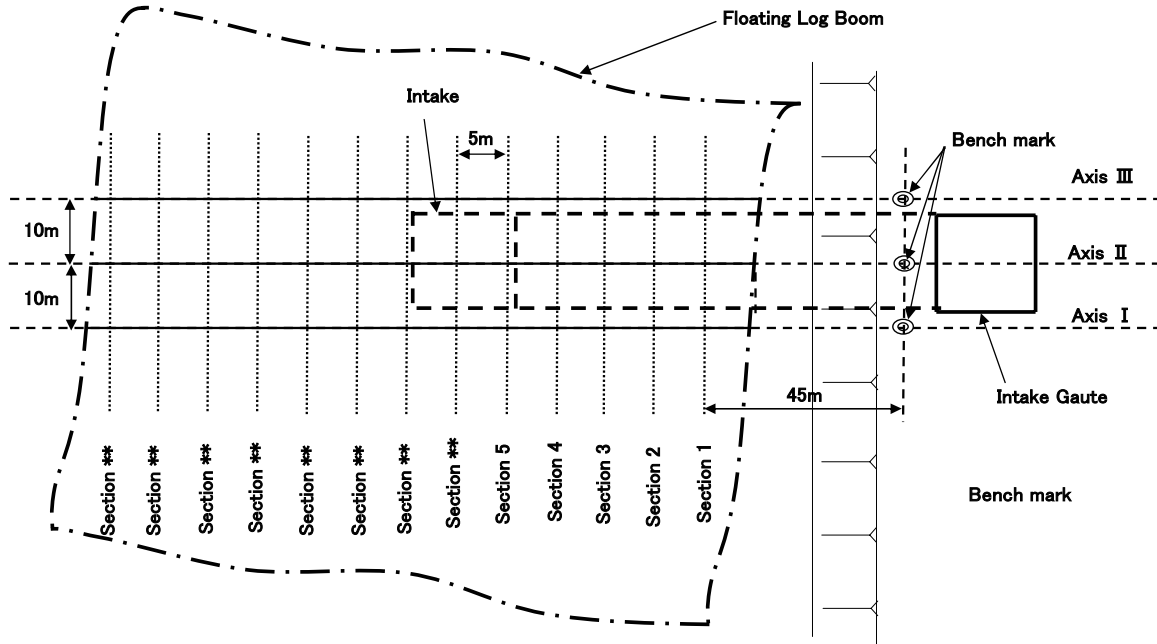 Floating Log Boom
Intake
5m
Bench mark
Axis Ⅲ
10m
Axis Ⅱ
10m
Axis Ⅰ
45m
Intake Gaute
Section **
Section **
Section **
Section **
Section **
Section **
Section **
Section **
Section 5
Section 4
Section 3
Section 2
Section 1
Bench mark